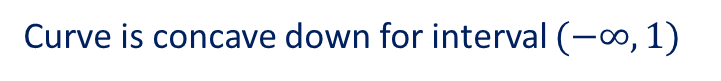 Curve is concave down for interval (−∞, 1)